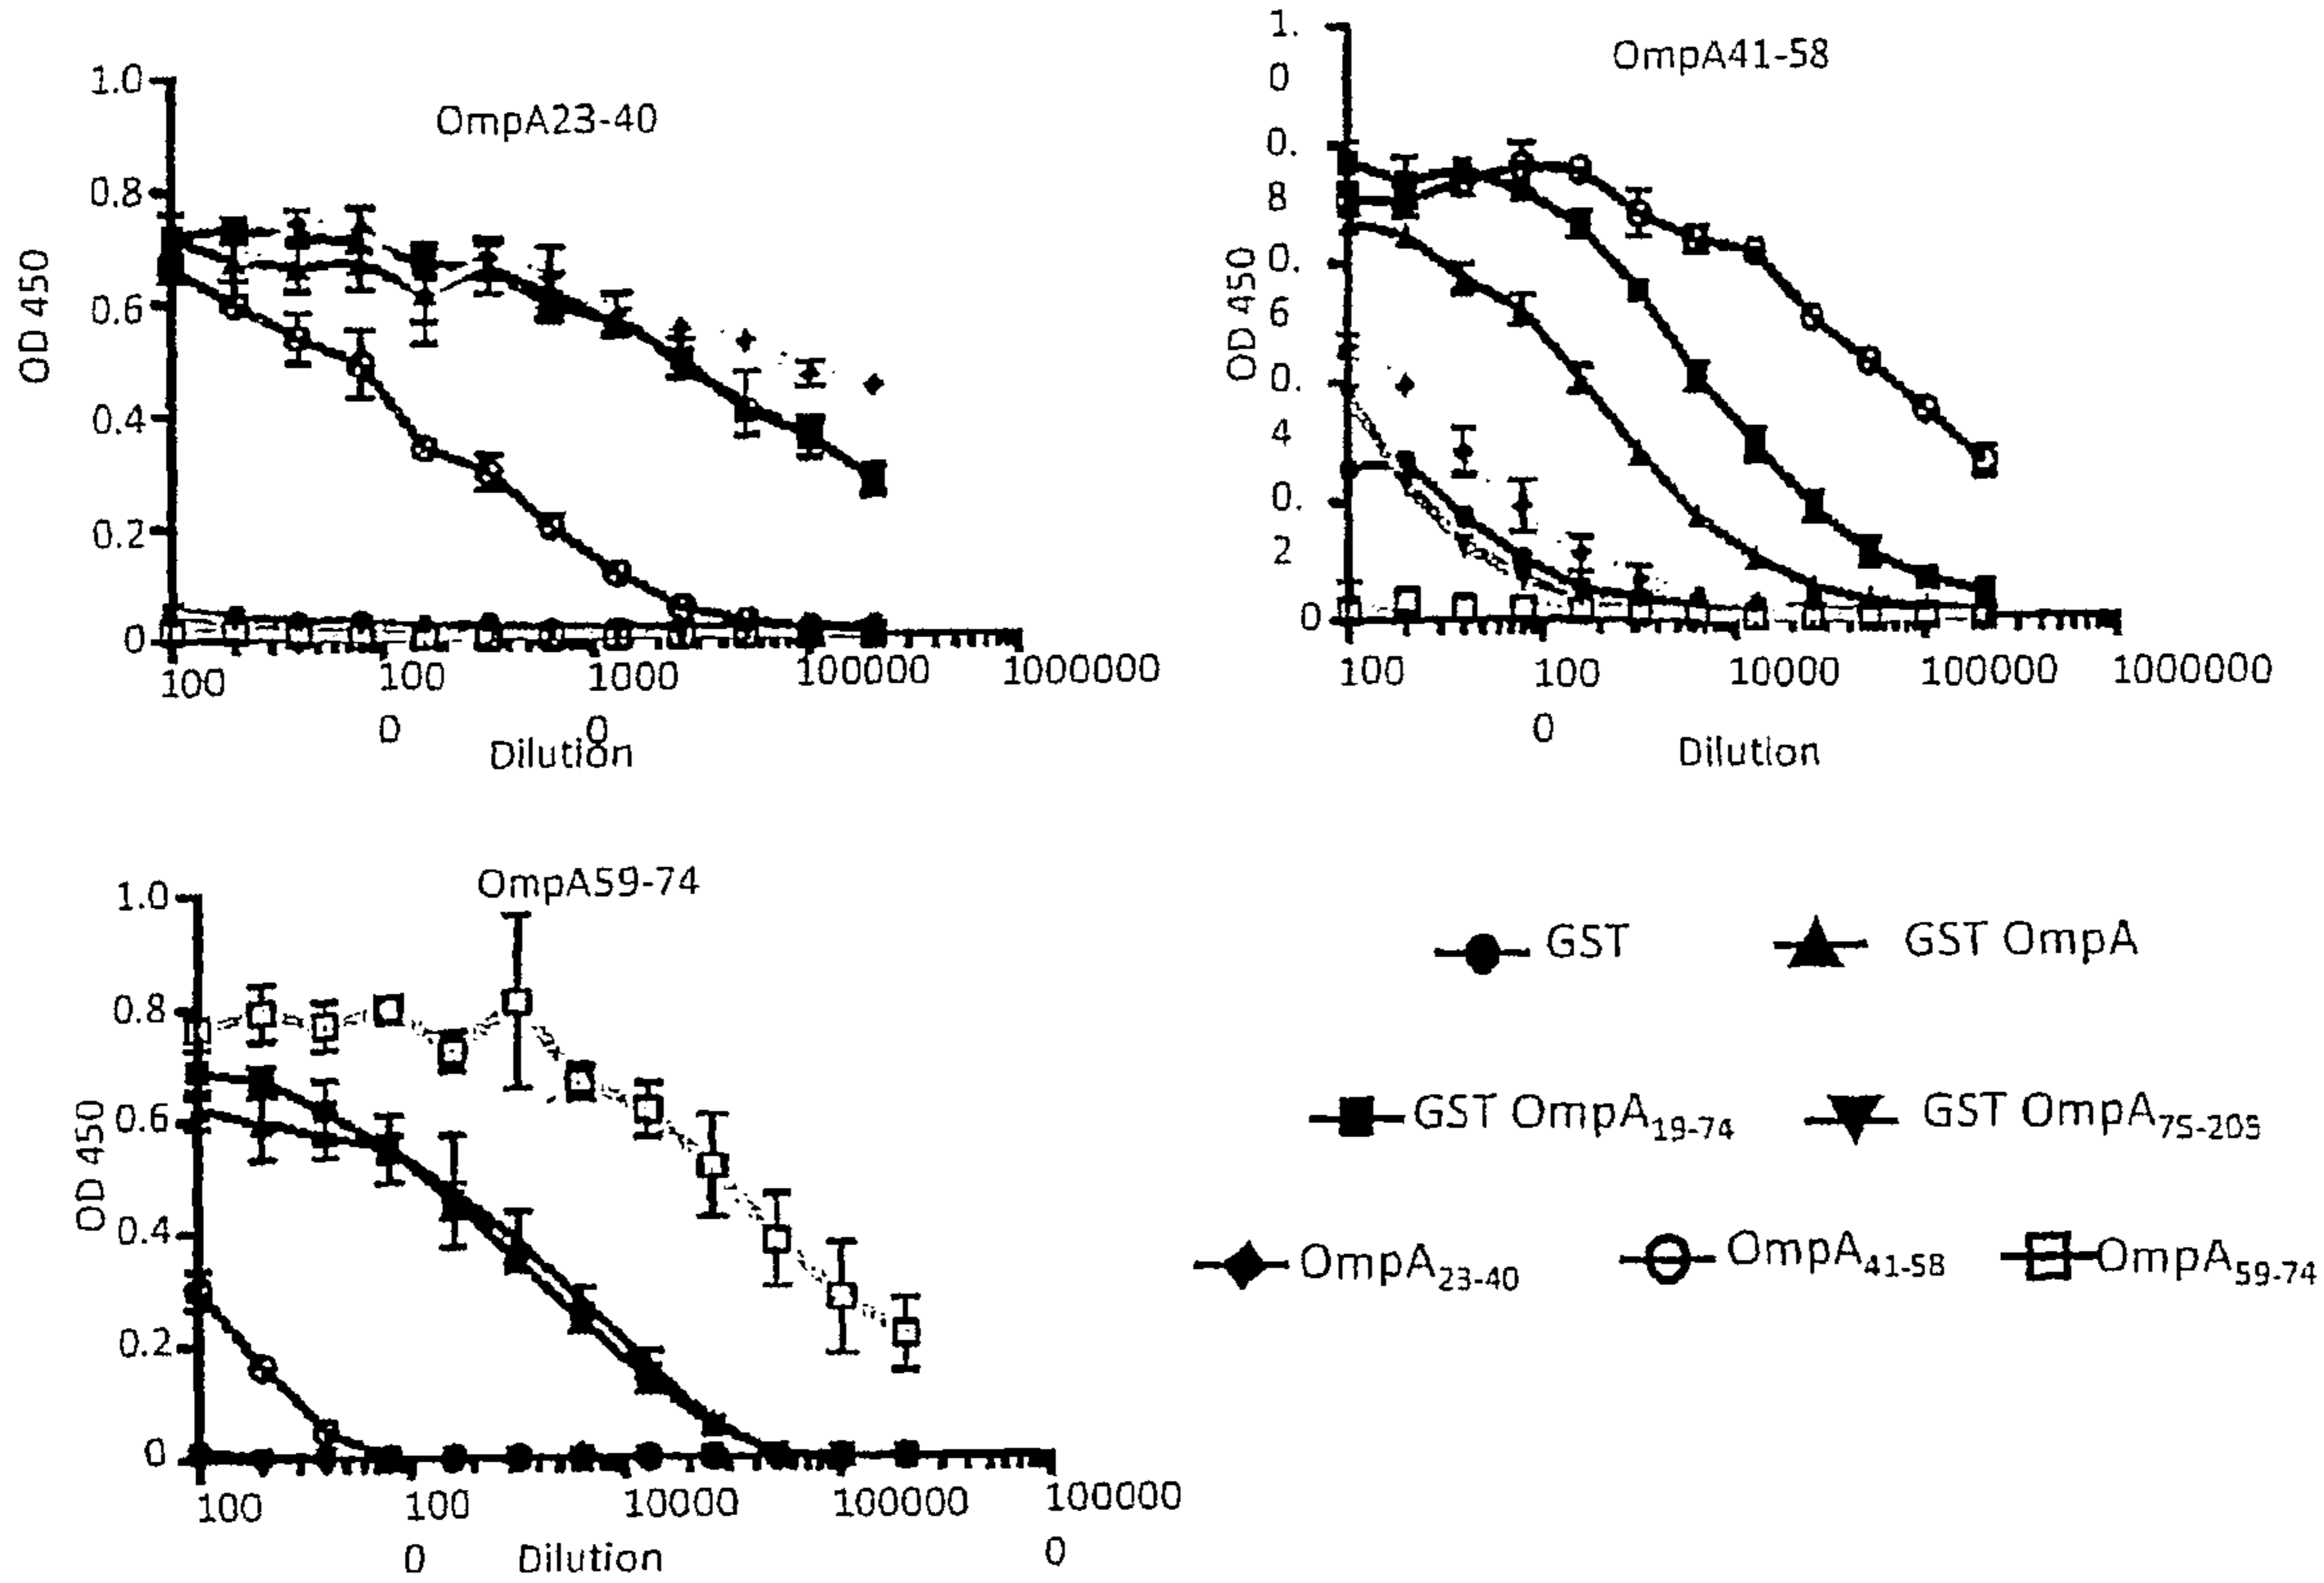 OmpA23-40
1.0
0.8
0.6
0.4
0.2
0
OD 450
100
100
0
1000
0
100000
1000000
Dilution
OmpA41-58
1.
0
0.
8
0.
6
0.
4
0.
2
0
OD 450
100
100
0
10000
100000
1000000
Dilution
OmpA59-74
1.0
0.8
0.6
0.4
0.2
0
OD 450
100
100
0
10000
100000
100000
0
Dilution
GST
GST OmpA
GST OmpA19-74
GST OmpA75-205
OmpA23-40
OmpA41-58
OmpA59-74